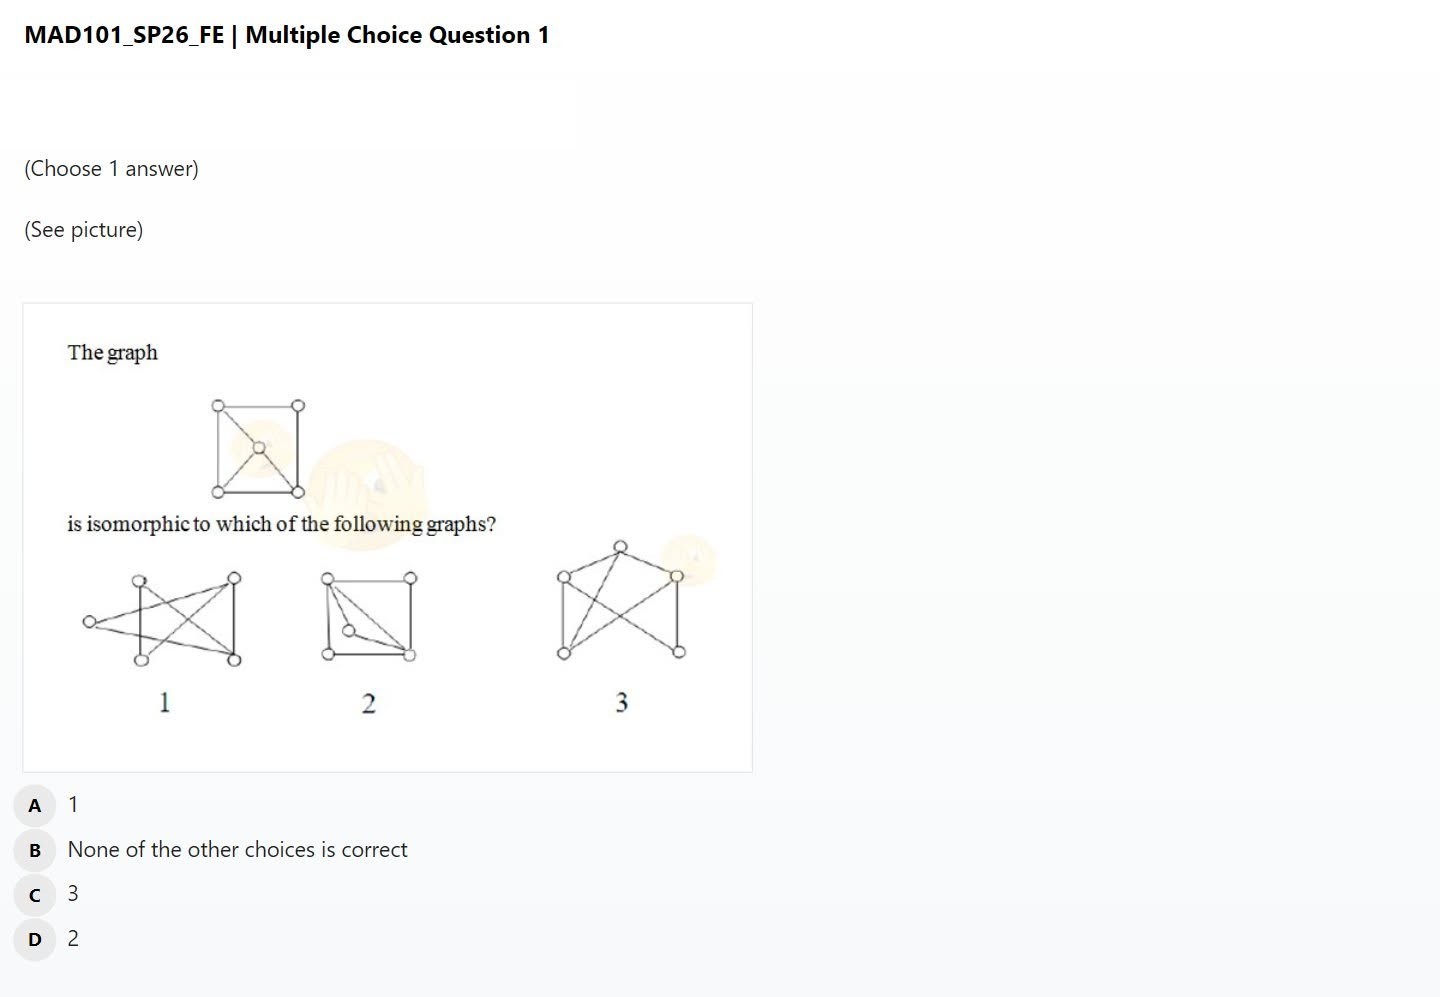 MAD101_SP26_FE | Multiple Choice Question 1
(Choose 1 answer)
(See picture)
The graph
is isomorphic to which of the following graphs?
1 2 3
A 1
B None of the other choices is correct
C 3
D 2